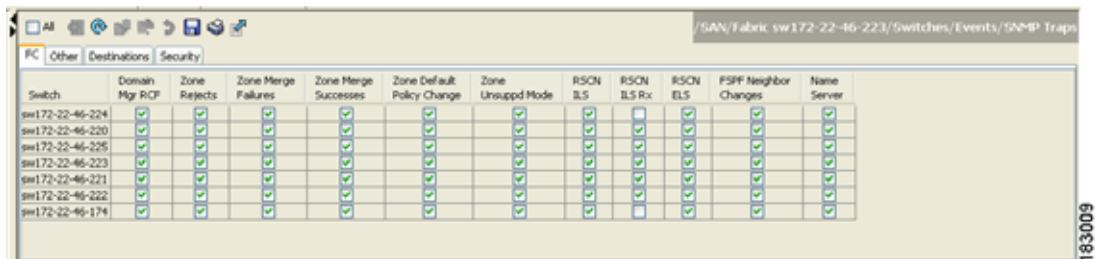 All
/SAN/Fabric sw172-22-46-223/Switches/Events/SNMP Traps
FC Other Destinations Security
Switch Domain Mgr RCF Zone Rejects Zone Merge Failures Zone Merge Successes Zone Default Policy Change Zone Unsuppd Mode RSCN ILS RSCN ILS Rx RSCN ELS FSPF Neighbor Changes Name Server
sw172-22-46-224
sw172-22-46-220
sw172-22-46-225
sw172-22-46-223
sw172-22-46-221
sw172-22-46-222
sw172-22-46-174
183009